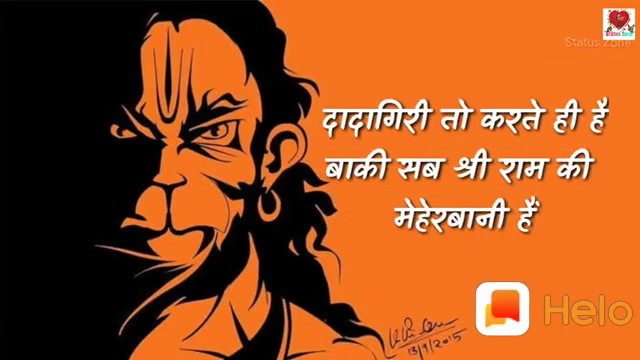 Status Zone
दादागिरी तो करते ही है
बाकी सब श्री राम की
मेहेरबानी हैं
Helo
13/9/2015